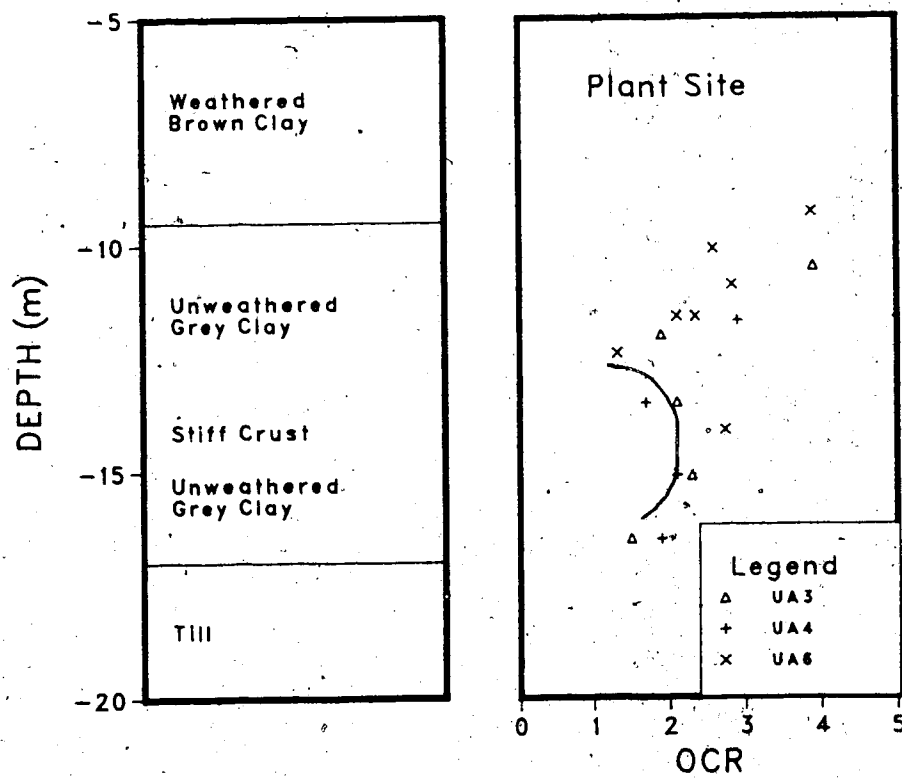 -5
-10
-15
-20
DEPTH (m)
Weathered
Brown Clay
Unweathered
Grey Clay
Stiff Crust
Unweathered
Grey Clay
Till
Plant Site
Legend
UA3
UA4
UA6
0 1 2 3 4 5
OCR